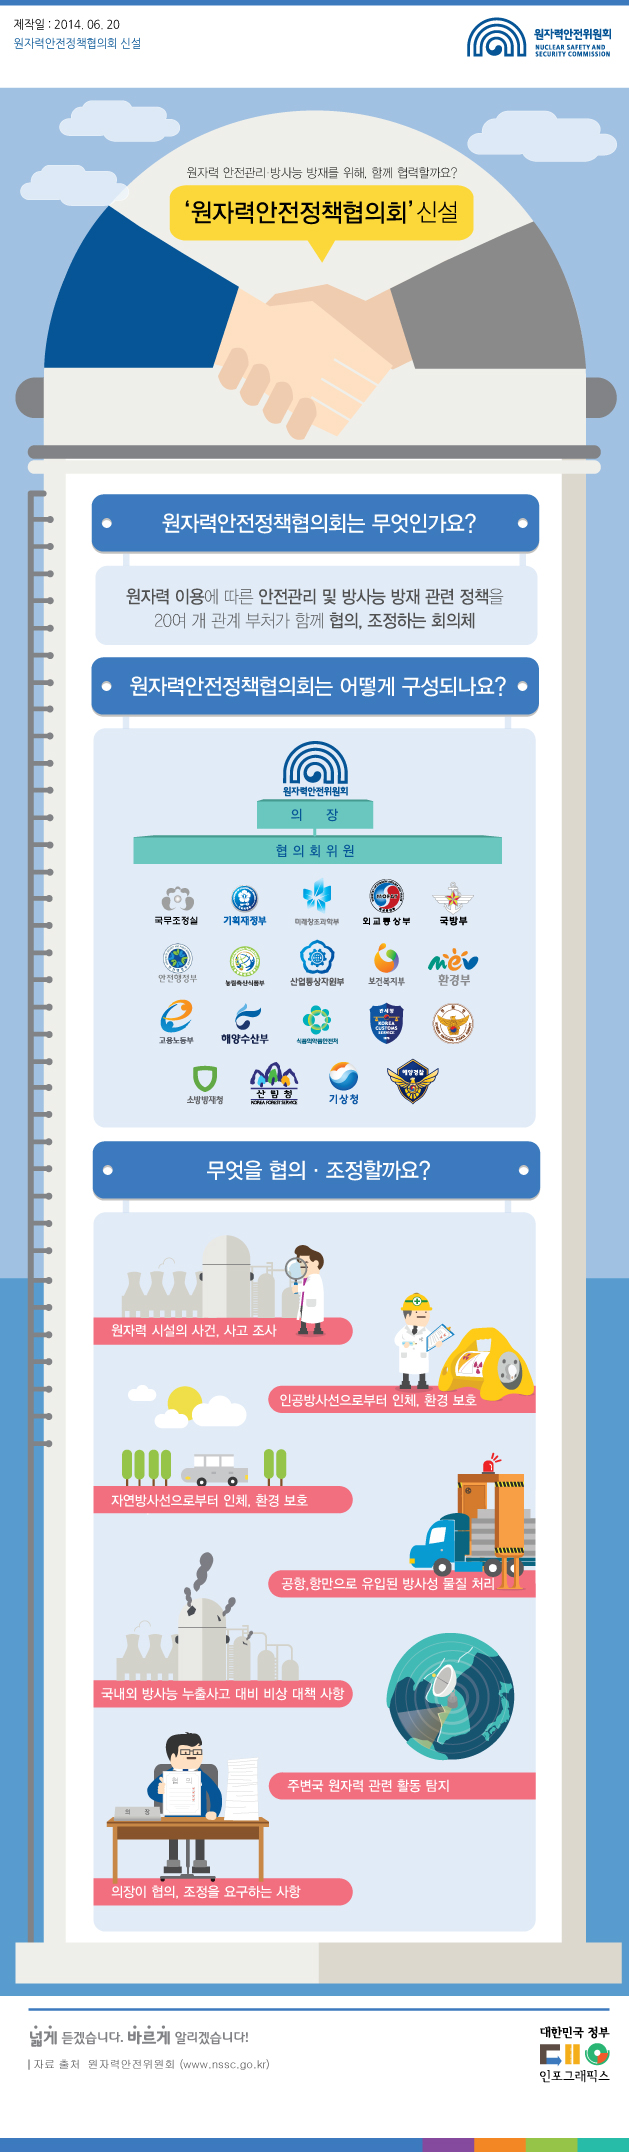 제작일 : 2014. 06. 20
원자력안전정책협의회 신설
원자력안전위원회
NUCLEAR SAFETY AND
SECURITY COMMISSION
원자력 안전관리·방사능 방재를 위해, 함께 협력할까요?
‘원자력안전정책협의회’ 신설
원자력안전정책협의회는 무엇인가요?
원자력 이용에 따른 안전관리 및 방사능 방재 관련 정책을
20여 개 관계 부처가 함께 협의, 조정하는 회의체
원자력안전정책협의회는 어떻게 구성되나요?
원자력안전위원회
의 장
협 의 회 위 원
국무조정실
기획재정부
미래창조과학부
MOFAT
외교통상부
국방부
안전행정부
농림축산식품부
산업통상자원부
보건복지부
mev
환경부
고용노동부
해양수산부
식품의약품안전처
관세청
KOREA
CUSTOMS
SERVICE
소방방재청
산림청
KOREA FOREST SERVICE
기상청
해양경찰
무엇을 협의 · 조정할까요?
원자력 시설의 사건, 사고 조사
인공방사선으로부터 인체, 환경 보호
자연방사선으로부터 인체, 환경 보호
공항,항만으로 유입된 방사성 물질 처리
국내외 방사능 누출사고 대비 비상 대책 사항
주변국 원자력 관련 활동 탐지
협 의
의 장
의장이 협의, 조정을 요구하는 사항
넓게 듣겠습니다. 바르게 알리겠습니다!
| 자료 출처 원자력안전위원회 (www.nssc.go.kr)
대한민국 정부
인포그래픽스